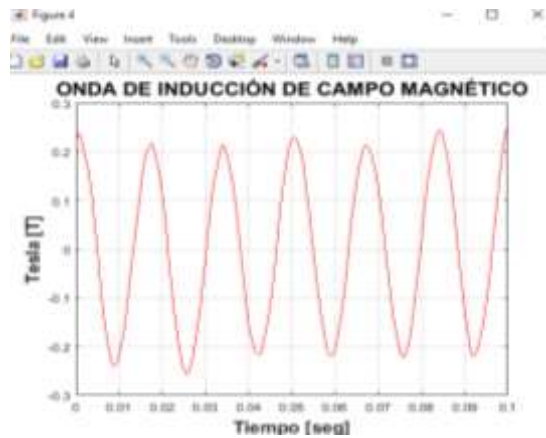 Figure 4
File Edit View Insert Tools Desktop Window Help
ONDA DE INDUCCIÓN DE CAMPO MAGNÉTICO
Tesla [T]
0.3
0.2
0.1
0
-0.1
-0.2
-0.3
0 0.01 0.02 0.03 0.04 0.05 0.06 0.07 0.08 0.09 0.1
Tiempo [seg]